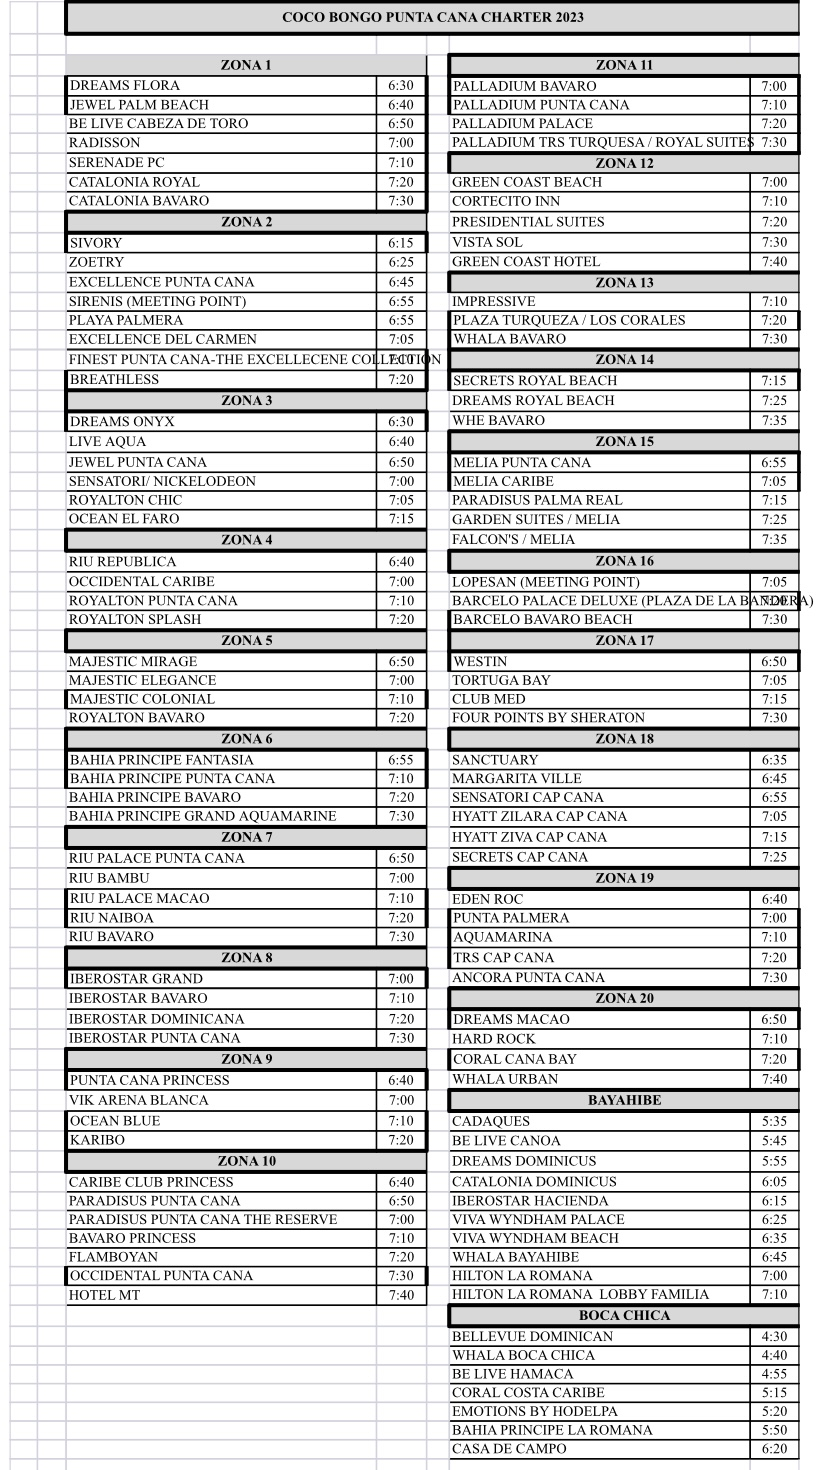 COCO BONGO PUNTA CANA CHARTER 2023
ZONA 1
DREAMS FLORA 6:30
JEWEL PALM BEACH 6:40
BE LIVE CABEZA DE TORO 6:50
RADISSON 7:00
SERENADE PC 7:10
CATALONIA ROYAL 7:20
CATALONIA BAVARO 7:30
ZONA 2
SIVORY 6:15
ZOETRY 6:25
EXCELLENCE PUNTA CANA 6:45
SIRENIS (MEETING POINT) 6:55
PLAYA PALMERA 6:55
EXCELLENCE DEL CARMEN 7:05
FINEST PUNTA CANA-THE EXCELLECENE COLLECTION 7:10
BREATHLESS 7:20
ZONA 3
DREAMS ONYX 6:30
LIVE AQUA 6:40
JEWEL PUNTA CANA 6:50
SENSATORI/ NICKELODEON 7:00
ROYALTON CHIC 7:05
OCEAN EL FARO 7:15
ZONA 4
RIU REPUBLICA 6:40
OCCIDENTAL CARIBE 7:00
ROYALTON PUNTA CANA 7:10
ROYALTON SPLASH 7:20
ZONA 5
MAJESTIC MIRAGE 6:50
MAJESTIC ELEGANCE 7:00
MAJESTIC COLONIAL 7:10
ROYALTON BAVARO 7:20
ZONA 6
BAHIA PRINCIPE FANTASIA 6:55
BAHIA PRINCIPE PUNTA CANA 7:10
BAHIA PRINCIPE BAVARO 7:20
BAHIA PRINCIPE GRAND AQUAMARINE 7:30
ZONA 7
RIU PALACE PUNTA CANA 6:50
RIU BAMBU 7:00
RIU PALACE MACAO 7:10
RIU NAIBOA 7:20
RIU BAVARO 7:30
ZONA 8
IBEROSTAR GRAND 7:00
IBEROSTAR BAVARO 7:10
IBEROSTAR DOMINICANA 7:20
IBEROSTAR PUNTA CANA 7:30
ZONA 9
PUNTA CANA PRINCESS 6:40
VIK ARENA BLANCA 7:00
OCEAN BLUE 7:10
KARIBO 7:20
ZONA 10
CARIBE CLUB PRINCESS 6:40
PARADISUS PUNTA CANA 6:50
PARADISUS PUNTA CANA THE RESERVE 7:00
BAVARO PRINCESS 7:10
FLAMBOYAN 7:20
OCCIDENTAL PUNTA CANA 7:30
HOTEL MT 7:40
ZONA 11
PALLADIUM BAVARO 7:00
PALLADIUM PUNTA CANA 7:10
PALLADIUM PALACE 7:20
PALLADIUM TRS TURQUESA / ROYAL SUITES 7:30
ZONA 12
GREEN COAST BEACH 7:00
CORTECITO INN 7:10
PRESIDENTIAL SUITES 7:20
VISTA SOL 7:30
GREEN COAST HOTEL 7:40
ZONA 13
IMPRESSIVE 7:10
PLAZA TURQUEZA / LOS CORALES 7:20
WHALA BAVARO 7:30
ZONA 14
SECRETS ROYAL BEACH 7:15
DREAMS ROYAL BEACH 7:25
WHE BAVARO 7:35
ZONA 15
MELIA PUNTA CANA 6:55
MELIA CARIBE 7:05
PARADISUS PALMA REAL 7:15
GARDEN SUITES / MELIA 7:25
FALCON'S / MELIA 7:35
ZONA 16
LOPESAN (MEETING POINT) 7:05
BARCELO PALACE DELUXE (PLAZA DE LA BANDERA) 7:20
BARCELO BAVARO BEACH 7:30
ZONA 17
WESTIN 6:50
TORTUGA BAY 7:05
CLUB MED 7:15
FOUR POINTS BY SHERATON 7:30
ZONA 18
SANCTUARY 6:35
MARGARITA VILLE 6:45
SENSATORI CAP CANA 6:55
HYATT ZILARA CAP CANA 7:05
HYATT ZIVA CAP CANA 7:15
SECRETS CAP CANA 7:25
ZONA 19
EDEN ROC 6:40
PUNTA PALMERA 7:00
AQUAMARINA 7:10
TRS CAP CANA 7:20
ANCORA PUNTA CANA 7:30
ZONA 20
DREAMS MACAO 6:50
HARD ROCK 7:10
CORAL CANA BAY 7:20
WHALA URBAN 7:40
BAYAHIBE
CADAQUES 5:35
BE LIVE CANOA 5:45
DREAMS DOMINICUS 5:55
CATALONIA DOMINICUS 6:05
IBEROSTAR HACIENDA 6:15
VIVA WYNDHAM PALACE 6:25
VIVA WYNDHAM BEACH 6:35
WHALA BAYAHIBE 6:45
HILTON LA ROMANA 7:00
HILTON LA ROMANA LOBBY FAMILIA 7:10
BOCA CHICA
BELLEVUE DOMINICAN 4:30
WHALA BOCA CHICA 4:40
BE LIVE HAMACA 4:55
CORAL COSTA CARIBE 5:15
EMOTIONS BY HODELPA 5:20
BAHIA PRINCIPE LA ROMANA 5:50
CASA DE CAMPO 6:20